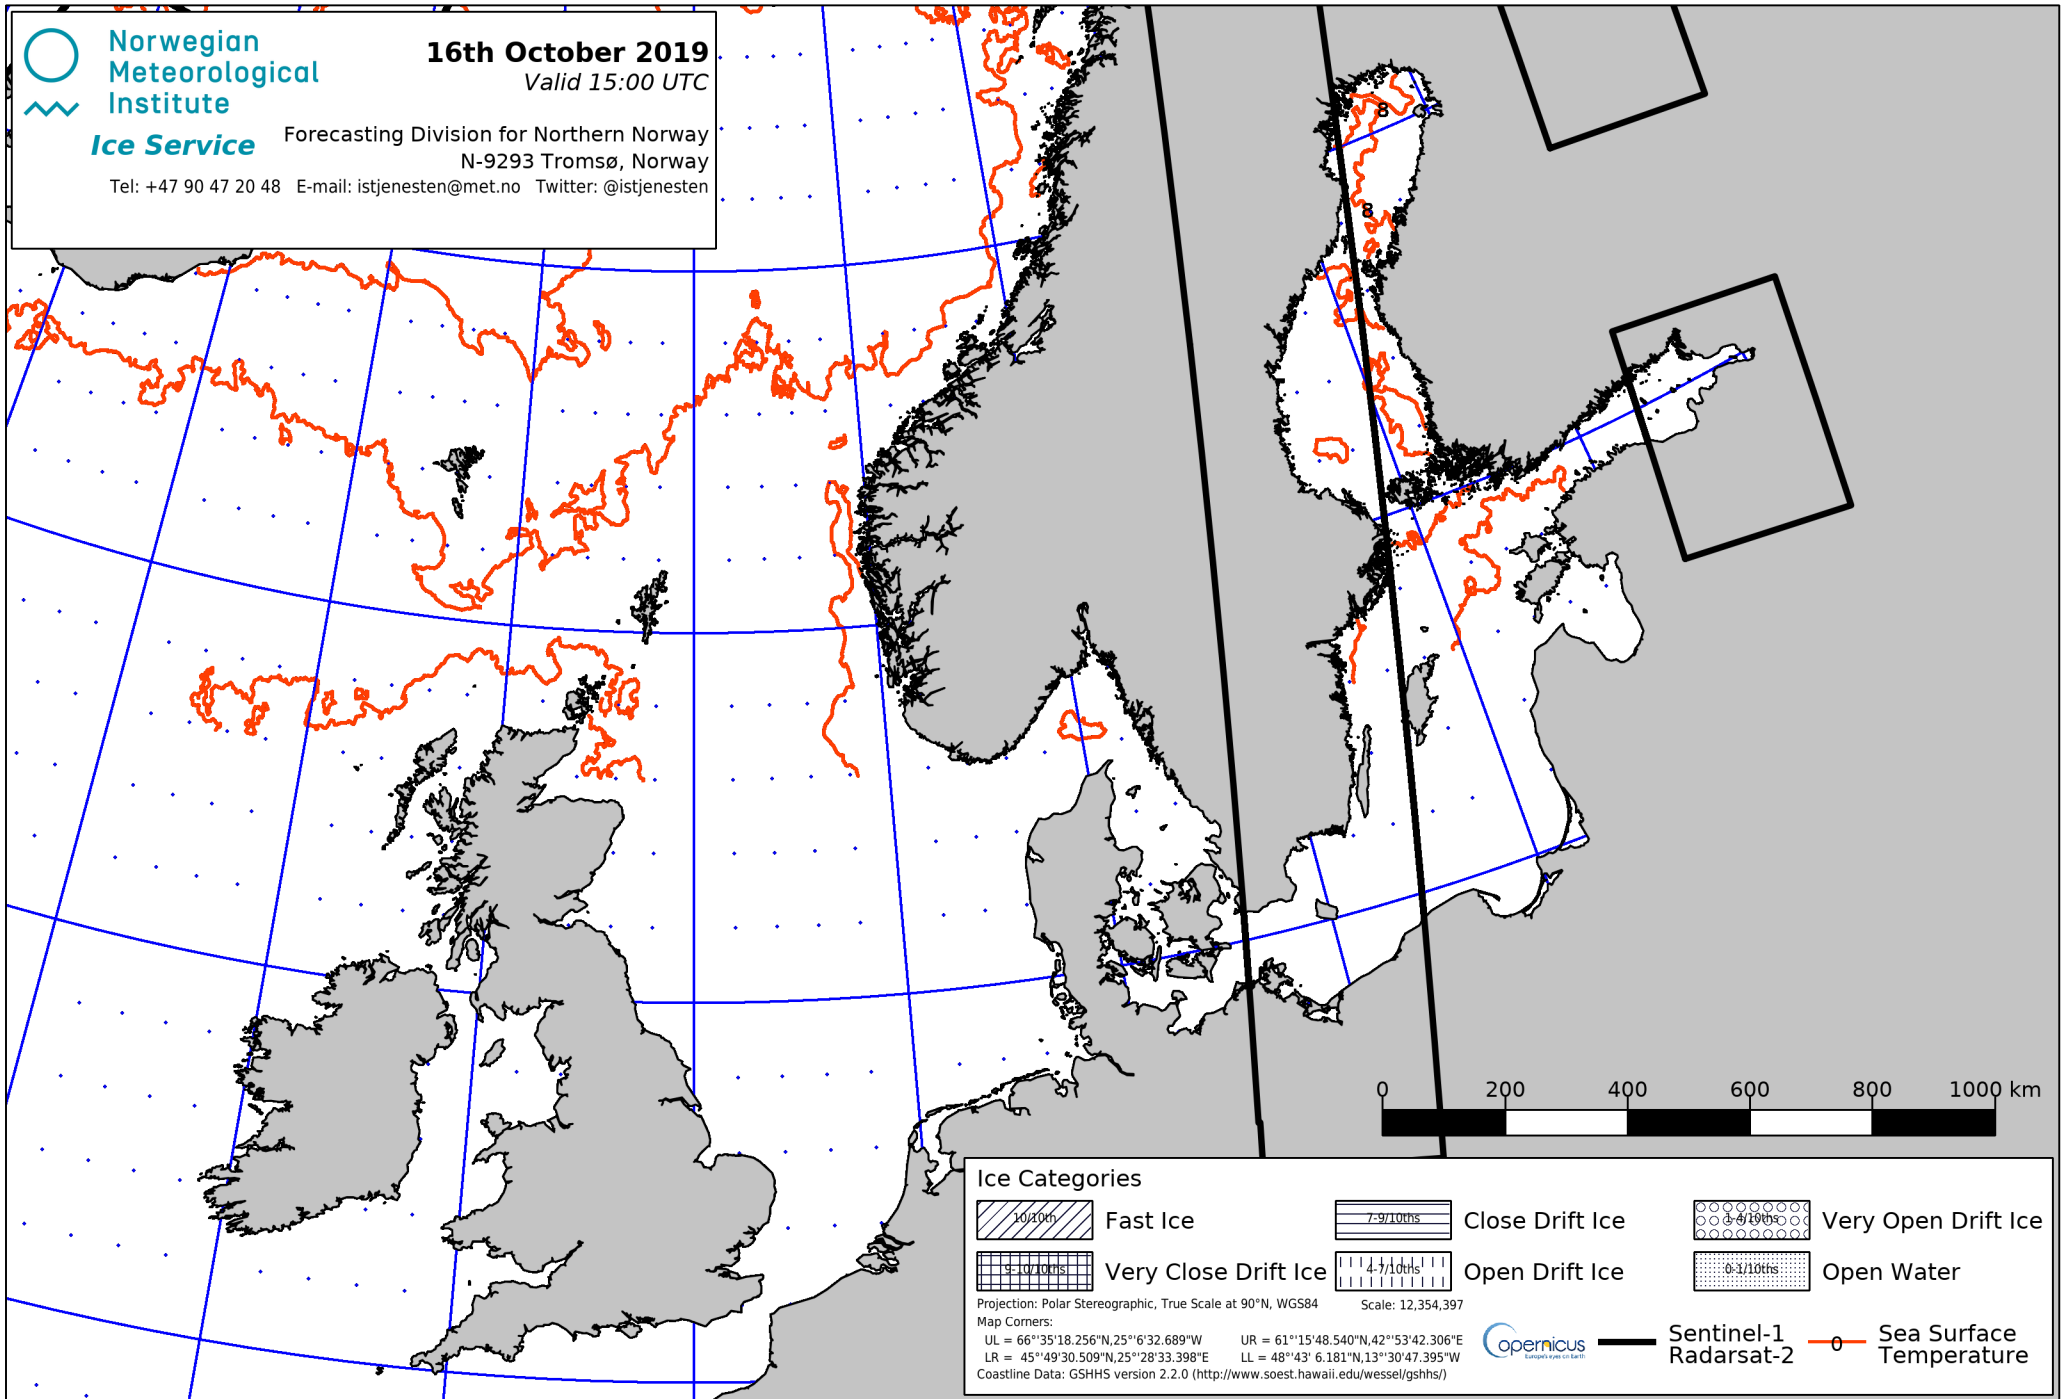 Norwegian
Meteorological
Institute
Ice Service
16th October 2019
Valid 15:00 UTC
Forecasting Division for Northern Norway
N-9293 Tromsø, Norway
Tel: +47 90 47 20 48 E-mail: istjenesten@met.no Twitter: @istjenesten
8
8
0 200 400 600 800 1000 km
Ice Categories
10/10th Fast Ice
7-9/10ths Close Drift Ice
1-4/10ths Very Open Drift Ice
9-10/10ths Very Close Drift Ice
4-7/10ths Open Drift Ice
0-1/10ths Open Water
Projection: Polar Stereographic, True Scale at 90°N, WGS84 Scale: 12,354,397
Map Corners:
UL = 66°'35'18.256"N,25°'6'32.689"W UR = 61°'15'48.540"N,42°'53'42.306"E
LR = 45°'49'30.509"N,25°'28'33.398"E LL = 48°'43' 6.181"N,13°'30'47.395"W
Coastline Data: GSHHS version 2.2.0 (http://www.soest.hawaii.edu/wessel/gshhs/)
Copernicus
Europe's eyes on Earth
Sentinel-1
Radarsat-2
0
Sea Surface
Temperature